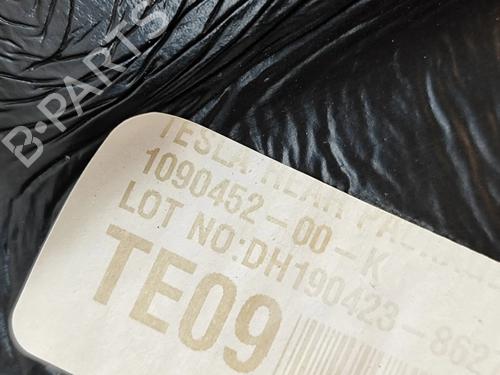 B-PARTS
TESLA REAR
1090452-00-K
LOT NO:DH190423-862
TE09